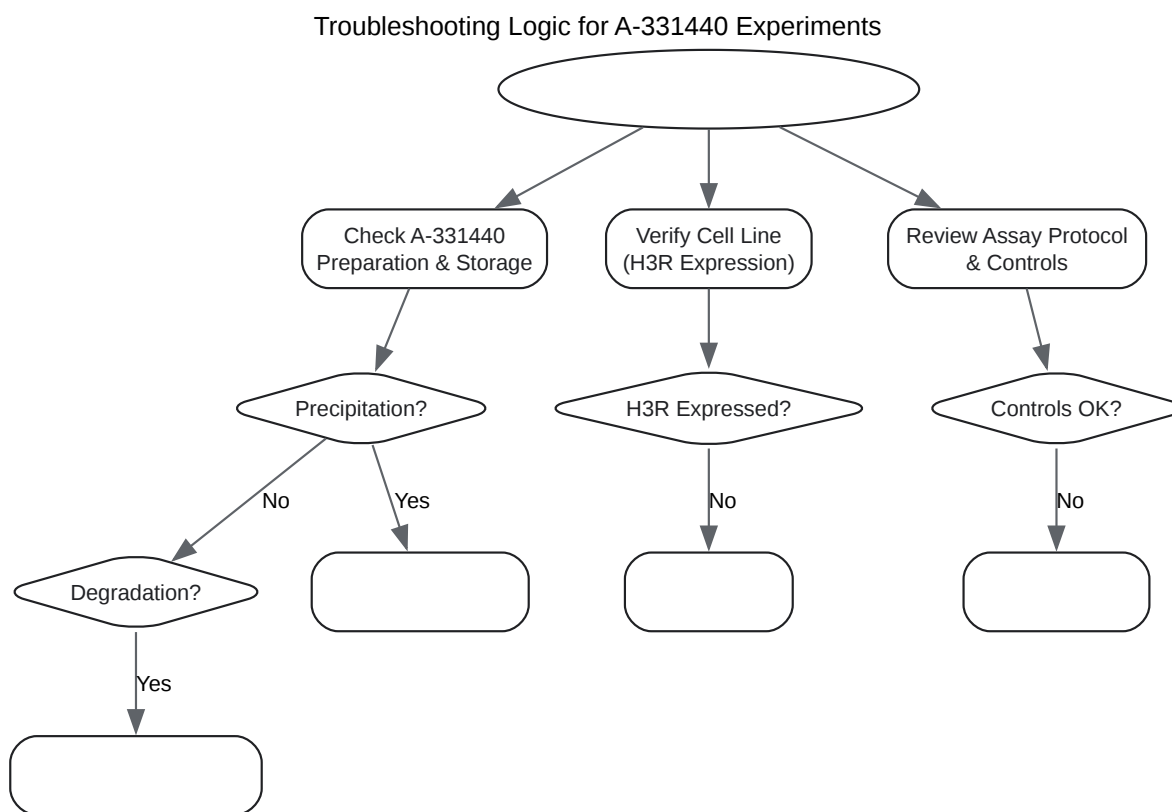 Troubleshooting Logic for A-331440 Experiments
Check A-331440
Preparation & Storage
Verify Cell Line
(H3R Expression)
Review Assay Protocol
& Controls
Precipitation?
H3R Expressed?
Controls OK?
No
Yes
No
No
Degradation?
Yes